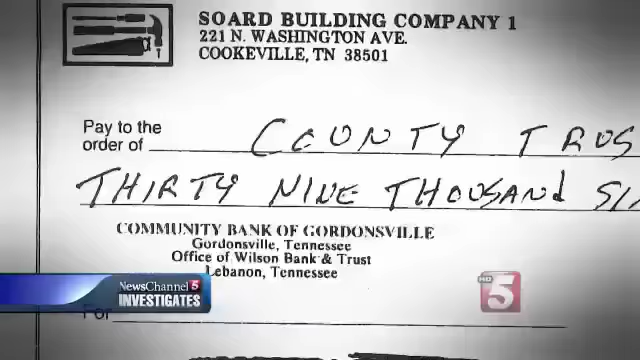 SOARD BUILDING COMPANY 1
221 N. WASHINGTON AVE.
COOKEVILLE, TN 38501
Pay to the
order of
COUNTY TRUS
THIRTY NINE THOUSAND SI
COMMUNITY BANK OF GORDONSVILLE
Gordonsville, Tennessee
Office of Wilson Bank & Trust
Lebanon, Tennessee
NewsChannel 5
INVESTIGATES
HD
5
For